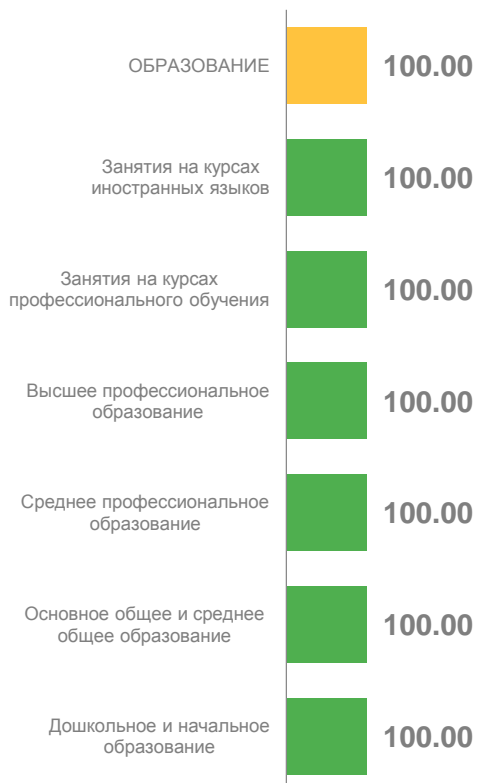 ОБРАЗОВАНИЕ
100.00
Занятия на курсах
иностранных языков
100.00
Занятия на курсах
профессионального обучения
100.00
Высшее профессиональное
образование
100.00
Среднее профессиональное
образование
100.00
Основное общее и среднее
общее образование
100.00
Дошкольное и начальное
образование
100.00